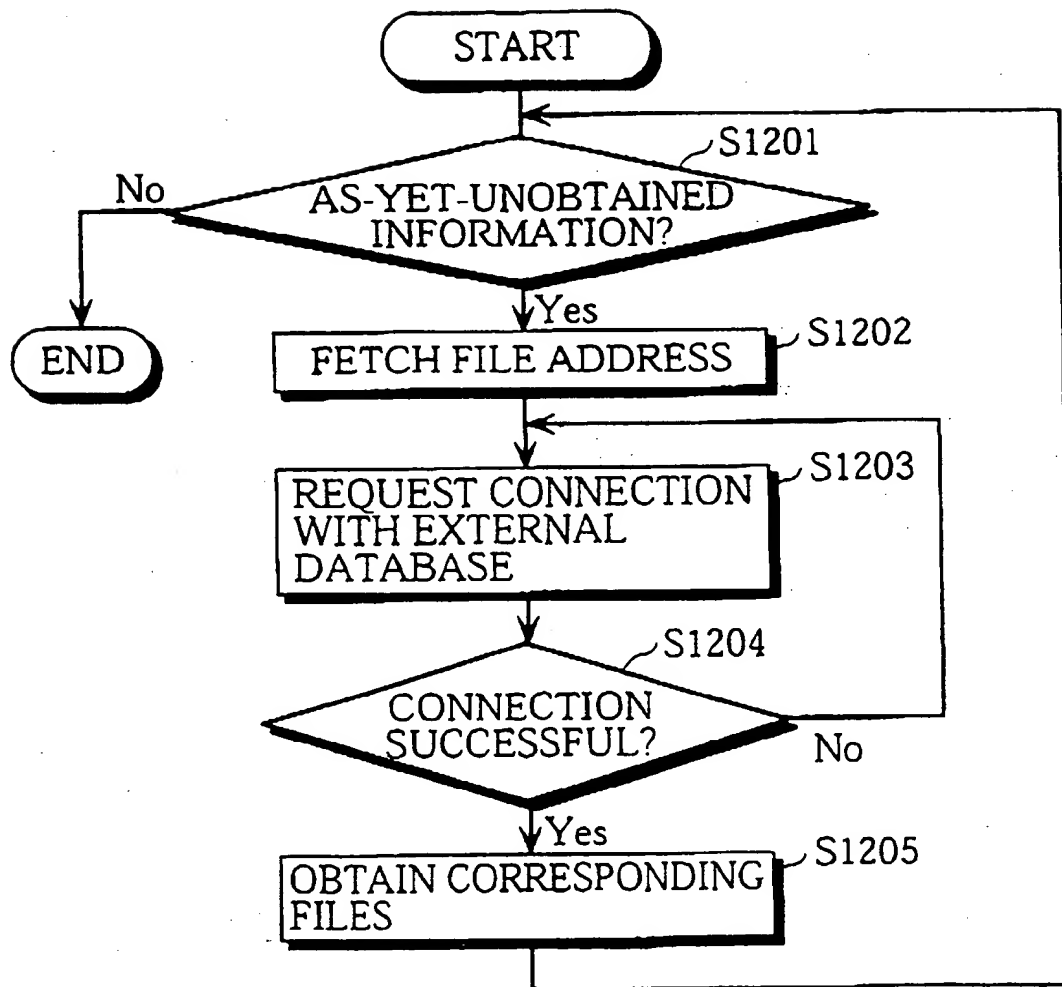 START
S1201
No
AS-YET-UNOBTAINED
INFORMATION?
Yes
END
S1202
FETCH FILE ADDRESS
S1203
REQUEST CONNECTION
WITH EXTERNAL
DATABASE
S1204
CONNECTION
SUCCESSFUL?
No
Yes
S1205
OBTAIN CORRESPONDING
FILES